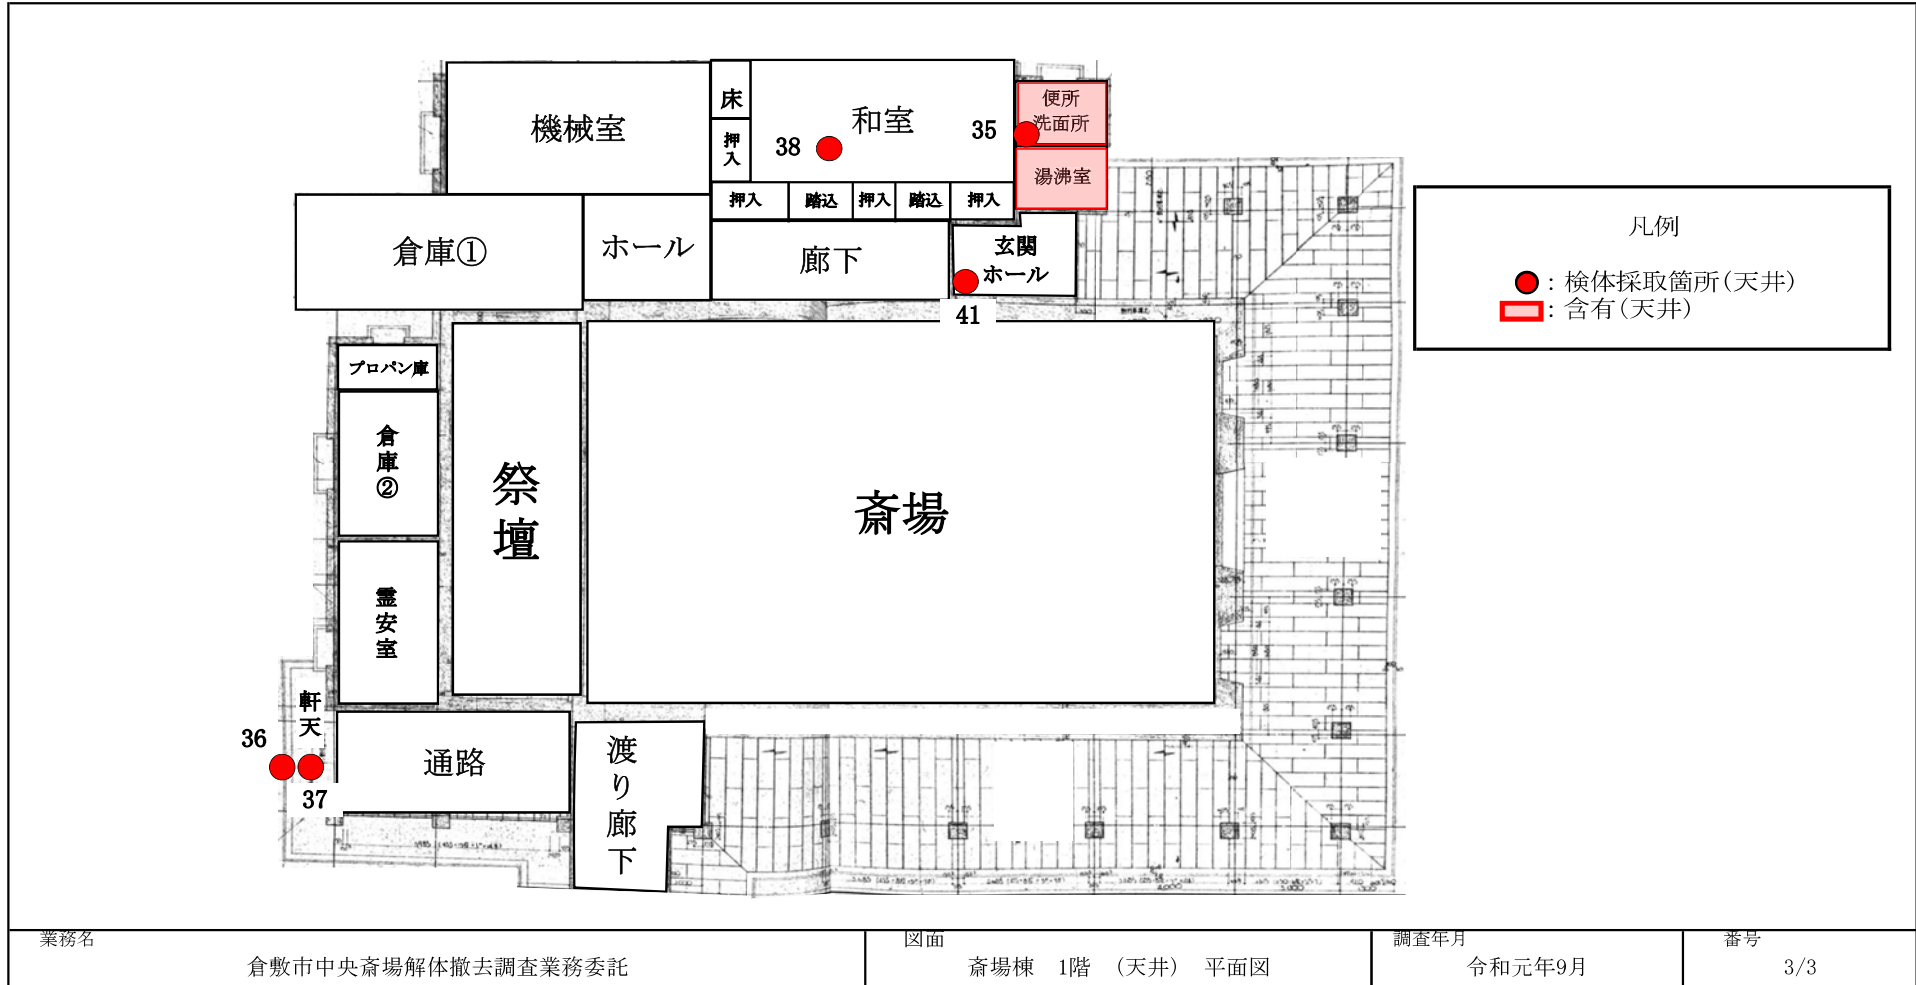 機械室
床
押
入
和室
38
35
便所
洗面所
湯沸室
押入
踏込
押入
踏込
押入
倉庫①
ホール
廊下
玄関
ホール
41
凡例
：検体採取箇所(天井)
：含有(天井)
プロパン庫
倉
庫
②
祭
壇
斎場
霊
安
室
軒
天
36
37
通路
渡
り
廊
下
業務名
倉敷市中央斎場解体撤去調査業務委託
図面
斎場棟　1階　(天井)　平面図
調査年月
令和元年9月
番号
3/3